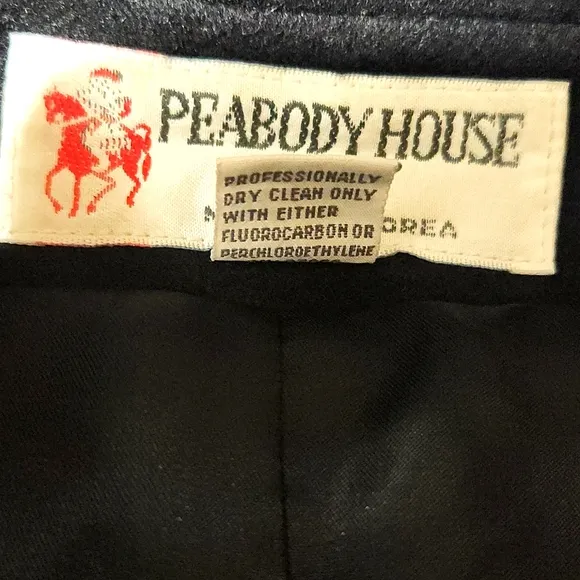 PEABODY HOUSE
PROFESSIONALLY
DRY CLEAN ONLY
WITH EITHER
FLUOROCARBON OR
PERCHLOROETHYLENE